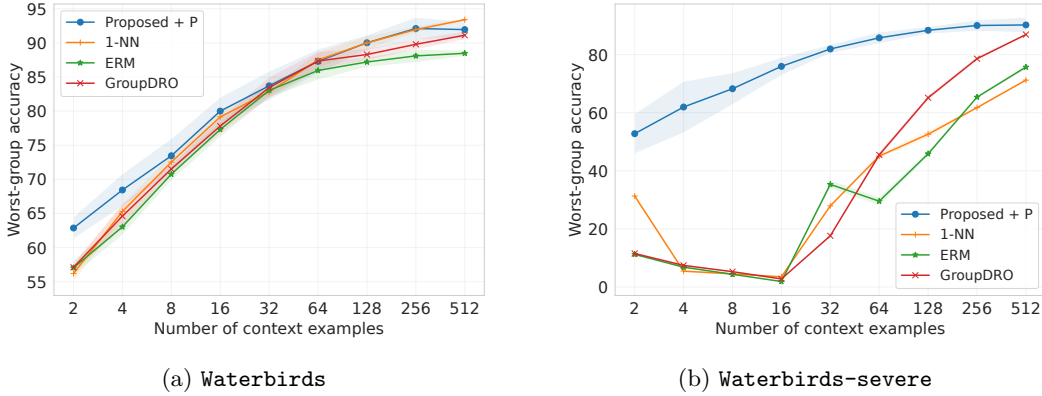 Worst-group accuracy
95
90
85
80
75
70
65
60
55
Proposed + P
1-NN
ERM
GroupDRO
2 4 8 16 32 64 128 256 512
Number of context examples
(a) Waterbirds
Worst-group accuracy
80
60
40
20
0
Proposed + P
1-NN
ERM
GroupDRO
2 4 8 16 32 64 128 256 512
Number of context examples
(b) Waterbirds-severe